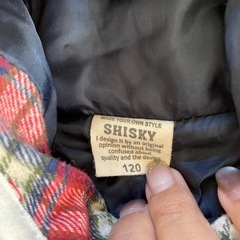 MADE YOUR OWN STYLE
SHISKY
I design it by an original
opinion without being
confused about
quality and the design
120